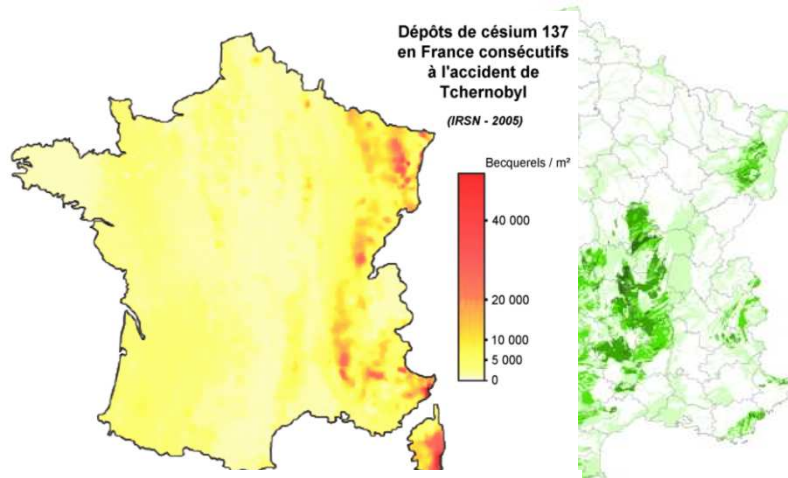 Dépôts de césium 137
en France consécutifs
à l'accident de
Tchernobyl
(IRSN - 2005)
Becquerels / m²
40 000
20 000
10 000
5 000
0